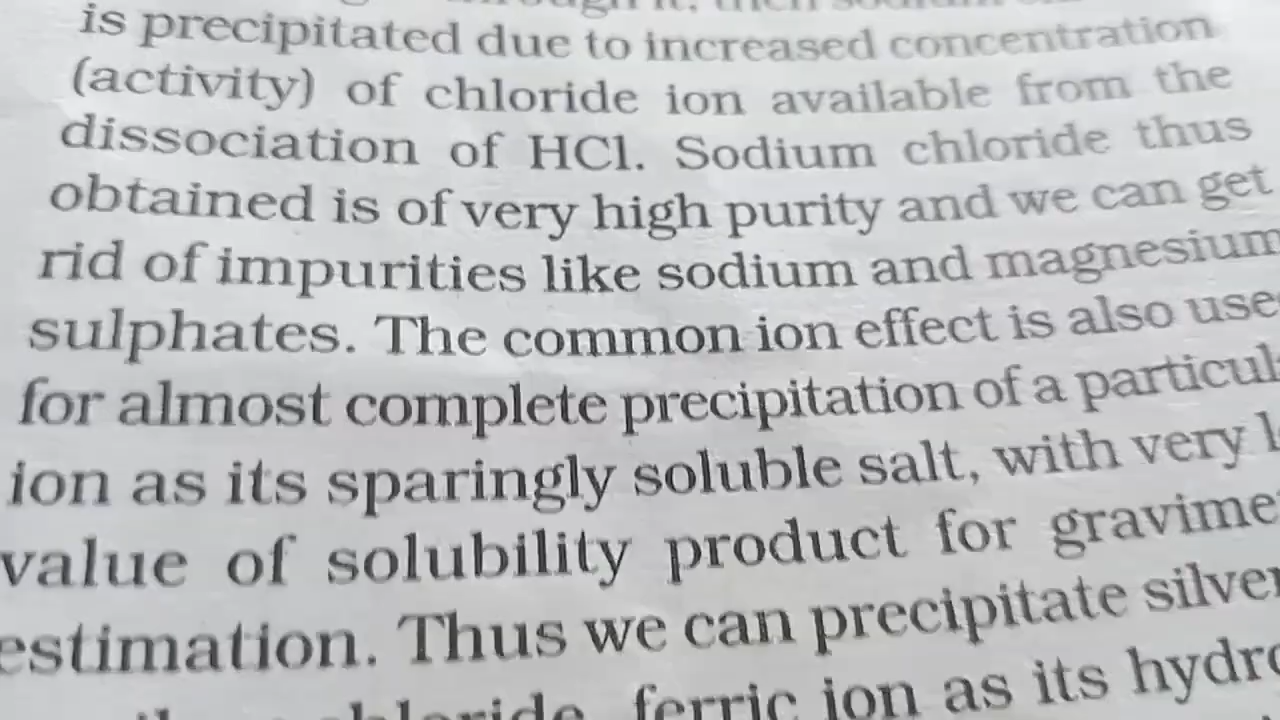 is precipitated due to increased concentration
(activity) of chloride ion available from the
dissociation of HCl. Sodium chloride thus
obtained is of very high purity and we can get
rid of impurities like sodium and magnesium
sulphates. The common ion effect is also use
for almost complete precipitation of a particul
ion as its sparingly soluble salt, with very l
value of solubility product for gravime
estimation. Thus we can precipitate silver
chloride, ferric ion as its hydro